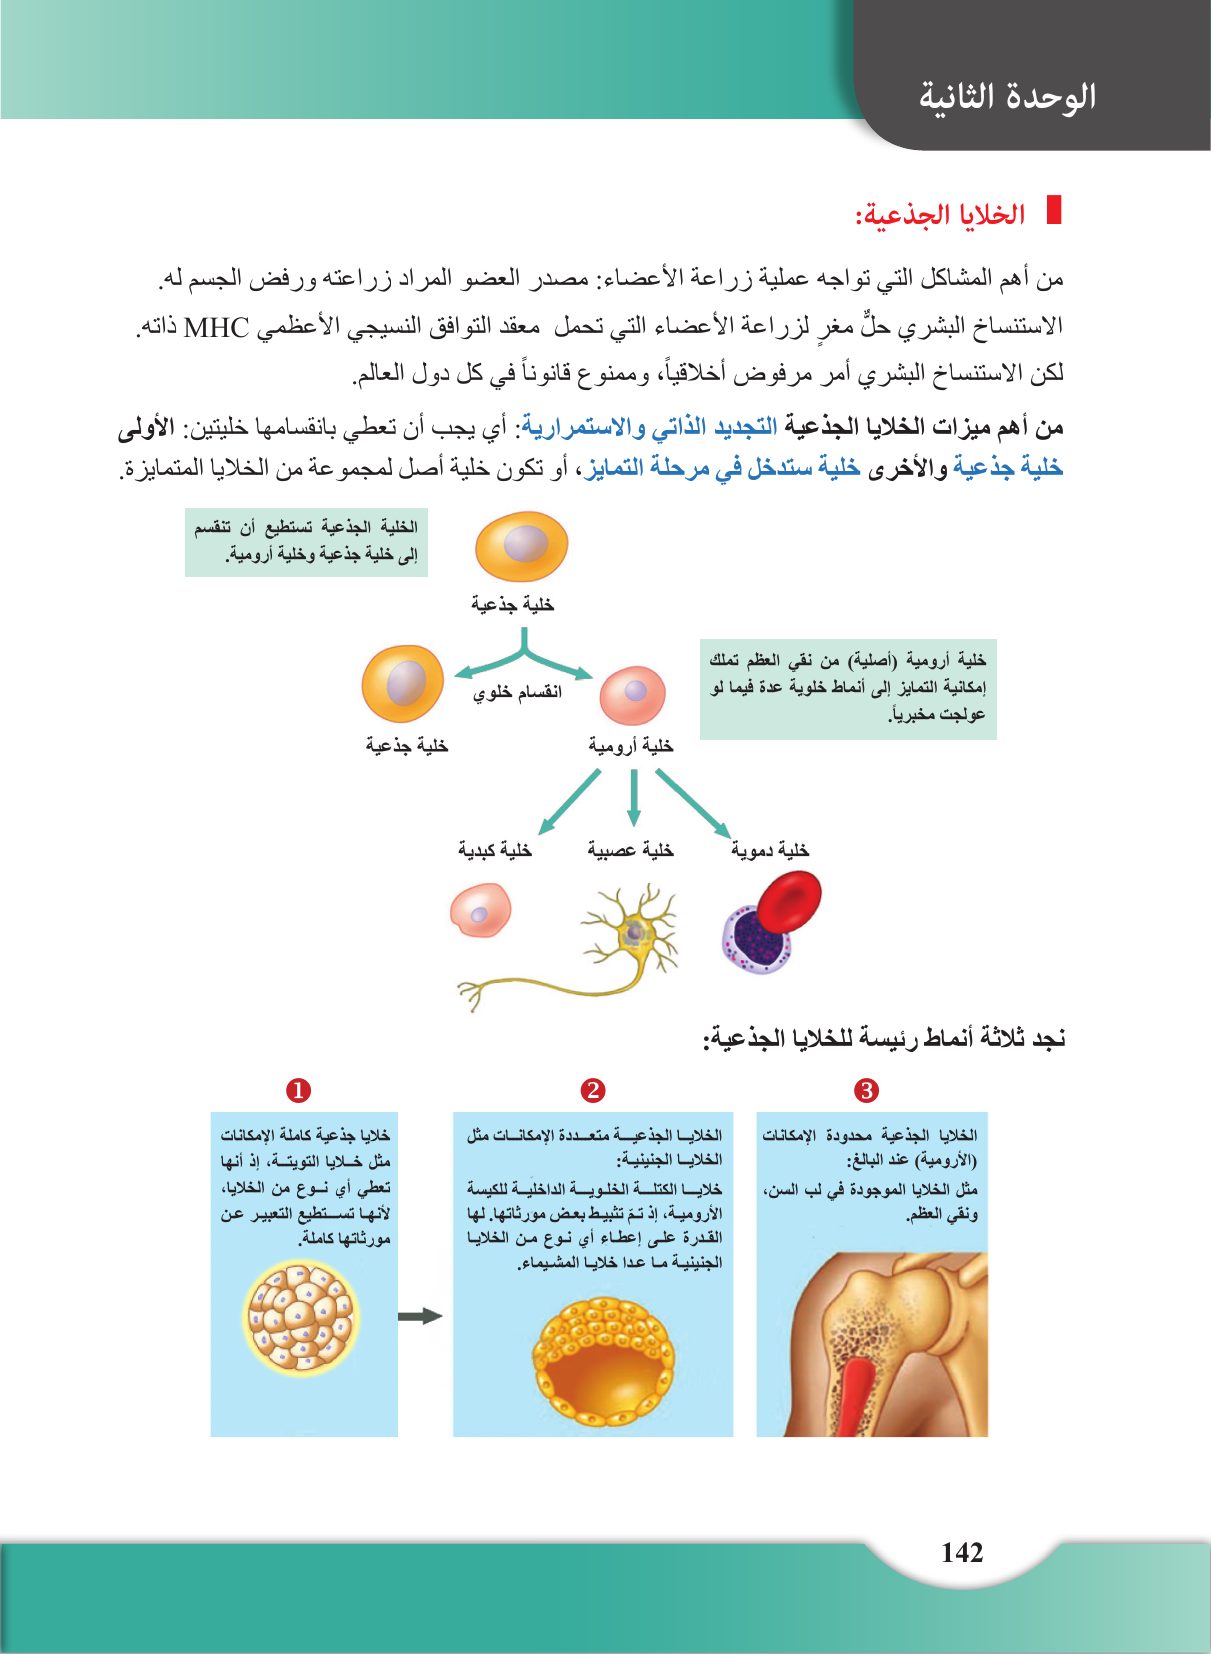 الوحدة الثانية
الخلايا الجذعية:
من أهم المشاكل التي تواجه عملية زراعة الأعضاء: مصدر العضو المراد زراعته ورفض الجسم له.
الاستنساخ البشري حلٌّ مغرٍ لزراعة الأعضاء التي تحمل معقد التوافق النسيجي الأعظمي MHC ذاته.
لكن الاستنساخ البشري أمر مرفوض أخلاقياً، وممنوع قانوناً في كل دول العالم.
من أهم ميزات الخلايا الجذعية التجديد الذاتي والاستمرارية: أي يجب أن تعطي بانقسامها خليتين: الأولى
خلية جذعية والأخرى خلية ستدخل في مرحلة التمايز، أو تكون خلية أصل لمجموعة من الخلايا المتمايزة.
الخلية الجذعية تستطيع أن تنقسم
إلى خلية جذعية وخلية أرومية.
خلية جذعية
خلية أرومية (أصلية) من نقي العظم تملك
إمكانية التمايز إلى أنماط خلوية عدة فيما لو
عولجت مخبرياً.
انقسام خلوي
خلية أرومية
خلية جذعية
خلية دموية
خلية عصبية
خلية كبدية
نجد ثلاثة أنماط رئيسة للخلايا الجذعية:
1
خلايا جذعية كاملة الإمكانات
مثل خلايا التويتة، إذ أنها
تعطي أي نوع من الخلايا،
لأنها تستطيع التعبير عن
مورثاتها كاملة.
2
الخلايا الجذعية متعددة الإمكانات مثل
الخلايا الجنينية:
خلايا الكتلة الخلوية الداخلية للكيسة
الأرومية، إذ تمّ تثبيط بعض مورثاتها. لها
القدرة على إعطاء أي نوع من الخلايا
الجنينية ما عدا خلايا المشيماء.
3
الخلايا الجذعية محدودة الإمكانات
(الأرومية) عند البالغ:
مثل الخلايا الموجودة في لب السن،
ونقي العظم.
142